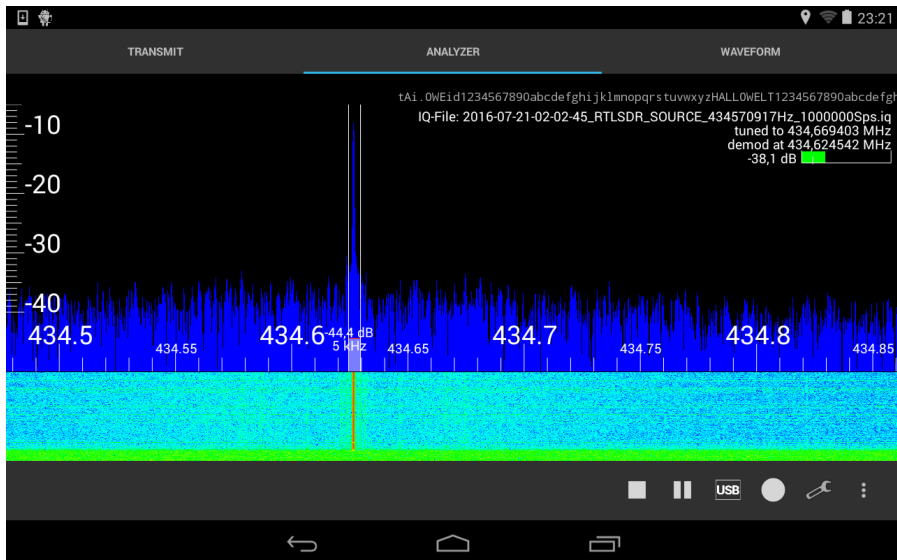 23:21
TRANSMIT ANALYZER WAVEFORM
tAi.OWEid1234567890abcdefghijklmnopqrstuvwxyzHALLOWELT1234567890abcdefgh
IQ-File: 2016-07-21-02-02-45_RTLSDR_SOURCE_434570917Hz_1000000Sps.iq
tuned to 434,669403 MHz
demod at 434,624542 MHz
-38,1 dB
-10
-20
-30
-40
434.5 434.6 434.7 434.8
-44,4 dB
5 kHz
434.55 434.65 434.75 434.85
USB